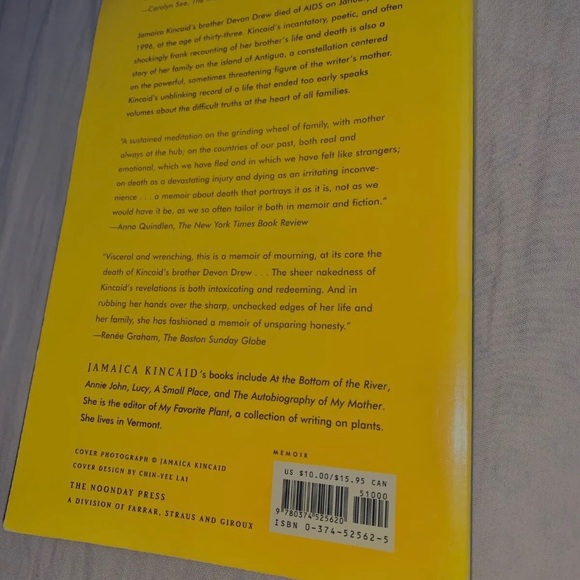 —Carolyn See, The
Jamaica Kincaid's brother Devon Drew died of AIDS on January
1996, at the age of thirty-three. Kincaid's incantatory, poetic, and often
shockingly frank recounting of her brother's life and death is also a
story of her family on the island of Antigua, a constellation centered
on the powerful, sometimes threatening figure of the writer's mother.
Kincaid's unblinking record of a life that ended too early speaks
volumes about the difficult truths at the heart of all families.
"A sustained meditation on the grinding wheel of family, with mother
always at the hub; on the countries of our past, both real and
emotional, which we have fled and in which we have felt like strangers;
on death as a devastating injury and dying as an irritating inconve-
nience . . . a memoir about death that portrays it as it is, not as we
would have it be, as we so often tailor it both in memoir and fiction."
—Anna Quindlen, The New York Times Book Review
"Visceral and wrenching, this is a memoir of mourning, at its core the
death of Kincaid's brother Devon Drew . . . The sheer nakedness of
Kincaid's revelations is both intoxicating and redeeming. And in
rubbing her hands over the sharp, unchecked edges of her life and
her family, she has fashioned a memoir of unsparing honesty."
—Renée Graham, The Boston Sunday Globe
JAMAICA KINCAID's books include At the Bottom of the River,
Annie John, Lucy, A Small Place, and The Autobiography of My Mother.
She is the editor of My Favorite Plant, a collection of writing on plants.
She lives in Vermont.
COVER PHOTOGRAPH © JAMAICA KINCAID
COVER DESIGN BY CHIN-YEE LAI
THE NOONDAY PRESS
A DIVISION OF FARRAR, STRAUS AND GIROUX
MEMOIR
US $10.00/$15.95 CAN
51000
9 780374 525620
ISBN 0-374-52562-5